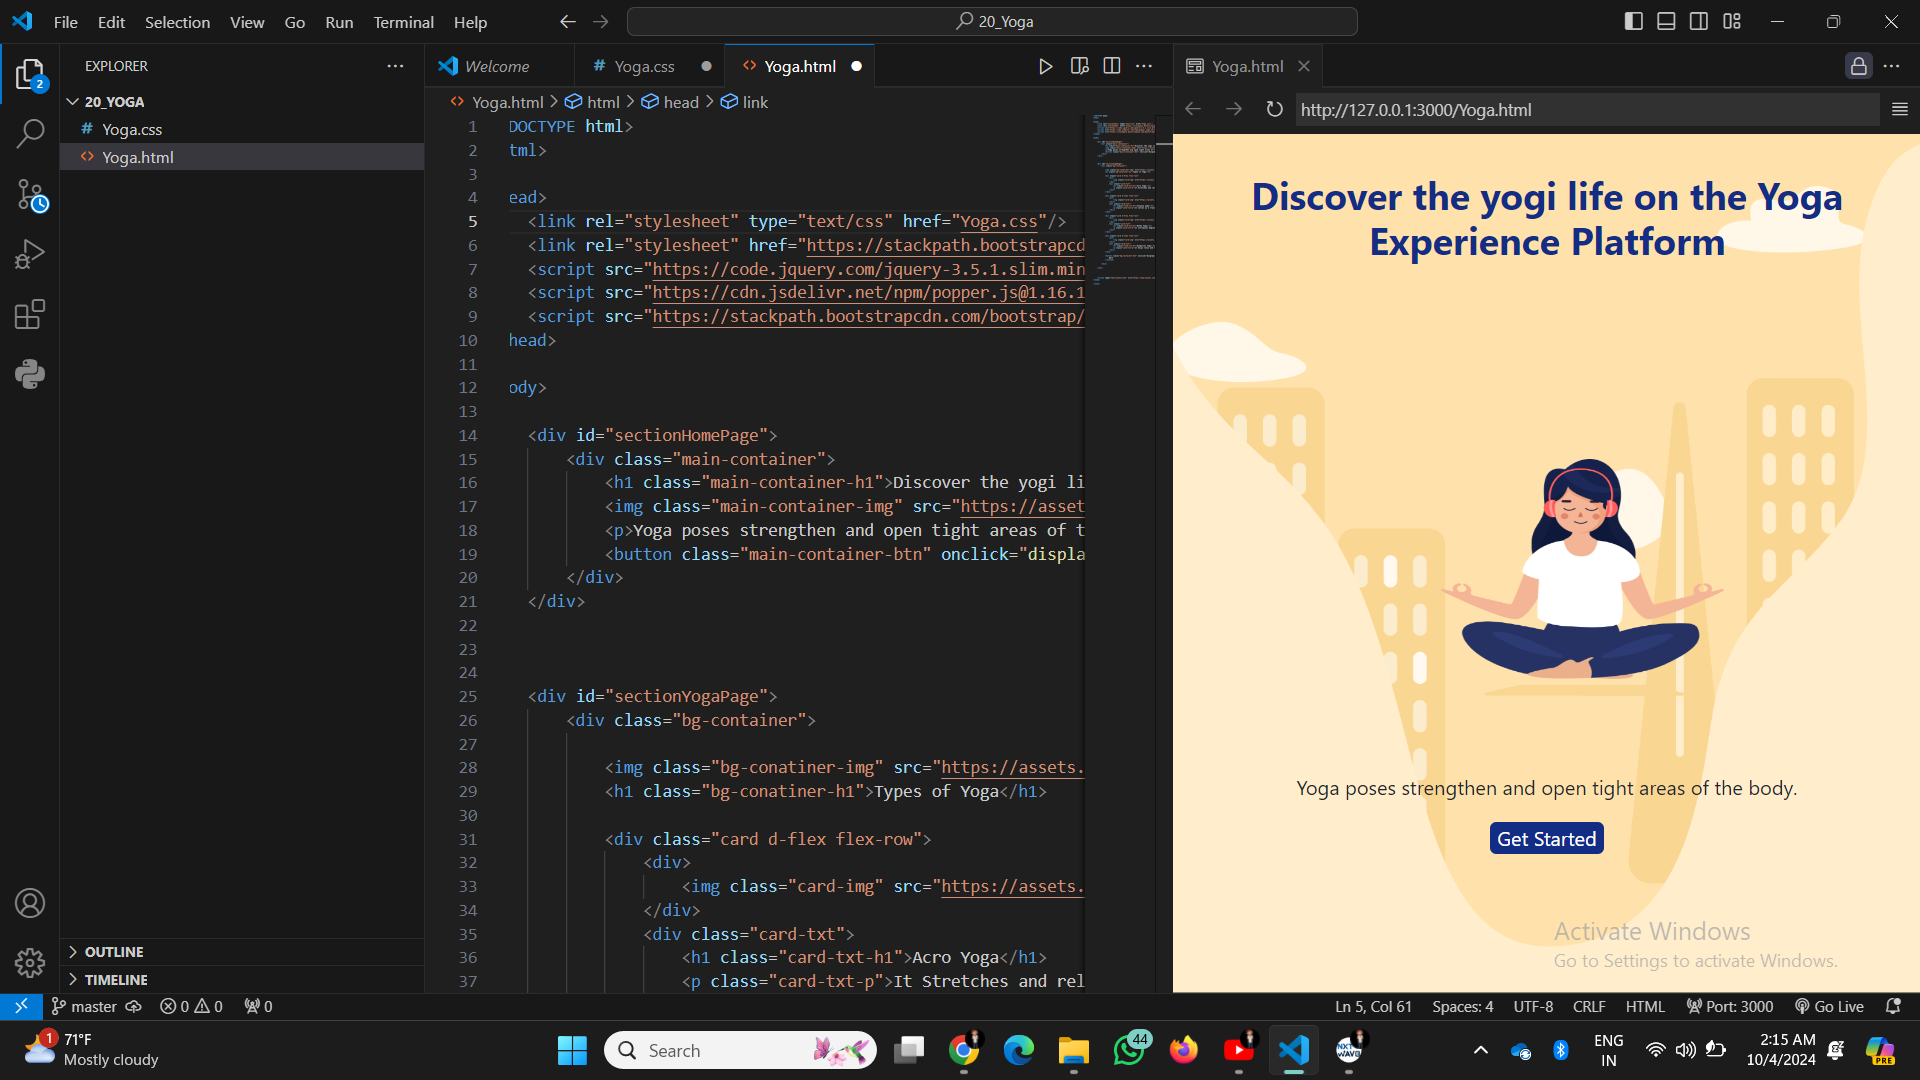 File Edit Selection View Go Run Terminal Help
20_Yoga
EXPLORER
2
20_YOGA
# Yoga.css
<> Yoga.html
OUTLINE
TIMELINE
Welcome
# Yoga.css
<> Yoga.html
<> Yoga.html > html > head > link
1 DOCTYPE html>
2 tml>
3
4 ead>
5 <link rel="stylesheet" type="text/css" href="Yoga.css"/>
6 <link rel="stylesheet" href="https://stackpath.bootstrapcd
7 <script src="https://code.jquery.com/jquery-3.5.1.slim.min
8 <script src="https://cdn.jsdelivr.net/npm/popper.js@1.16.1
9 <script src="https://stackpath.bootstrapcdn.com/bootstrap/
10 head>
11
12 ody>
13
14 <div id="sectionHomePage">
15 <div class="main-container">
16 <h1 class="main-container-h1">Discover the yogi li
17 <img class="main-container-img" src="https://asset
18 <p>Yoga poses strengthen and open tight areas of t
19 <button class="main-container-btn" onclick="displa
20 </div>
21 </div>
22
23
24
25 <div id="sectionYogaPage">
26 <div class="bg-container">
27
28 <img class="bg-conatiner-img" src="https://assets.
29 <h1 class="bg-conatiner-h1">Types of Yoga</h1>
30
31 <div class="card d-flex flex-row">
32 <div>
33 <img class="card-img" src="https://assets.
34 </div>
35 <div class="card-txt">
36 <h1 class="card-txt-h1">Acro Yoga</h1>
37 <p class="card-txt-p">It Stretches and rel
Yoga.html
http://127.0.0.1:3000/Yoga.html
Discover the yogi life on the Yoga
Experience Platform
Yoga poses strengthen and open tight areas of the body.
Get Started
Activate Windows
Go to Settings to activate Windows.
master 0 0 0
Ln 5, Col 61 Spaces: 4 UTF-8 CRLF HTML Port: 3000 Go Live
1
71°F
Mostly cloudy
Search
44
NXT
WAVE
PRE
ENG
IN
2:15 AM
10/4/2024